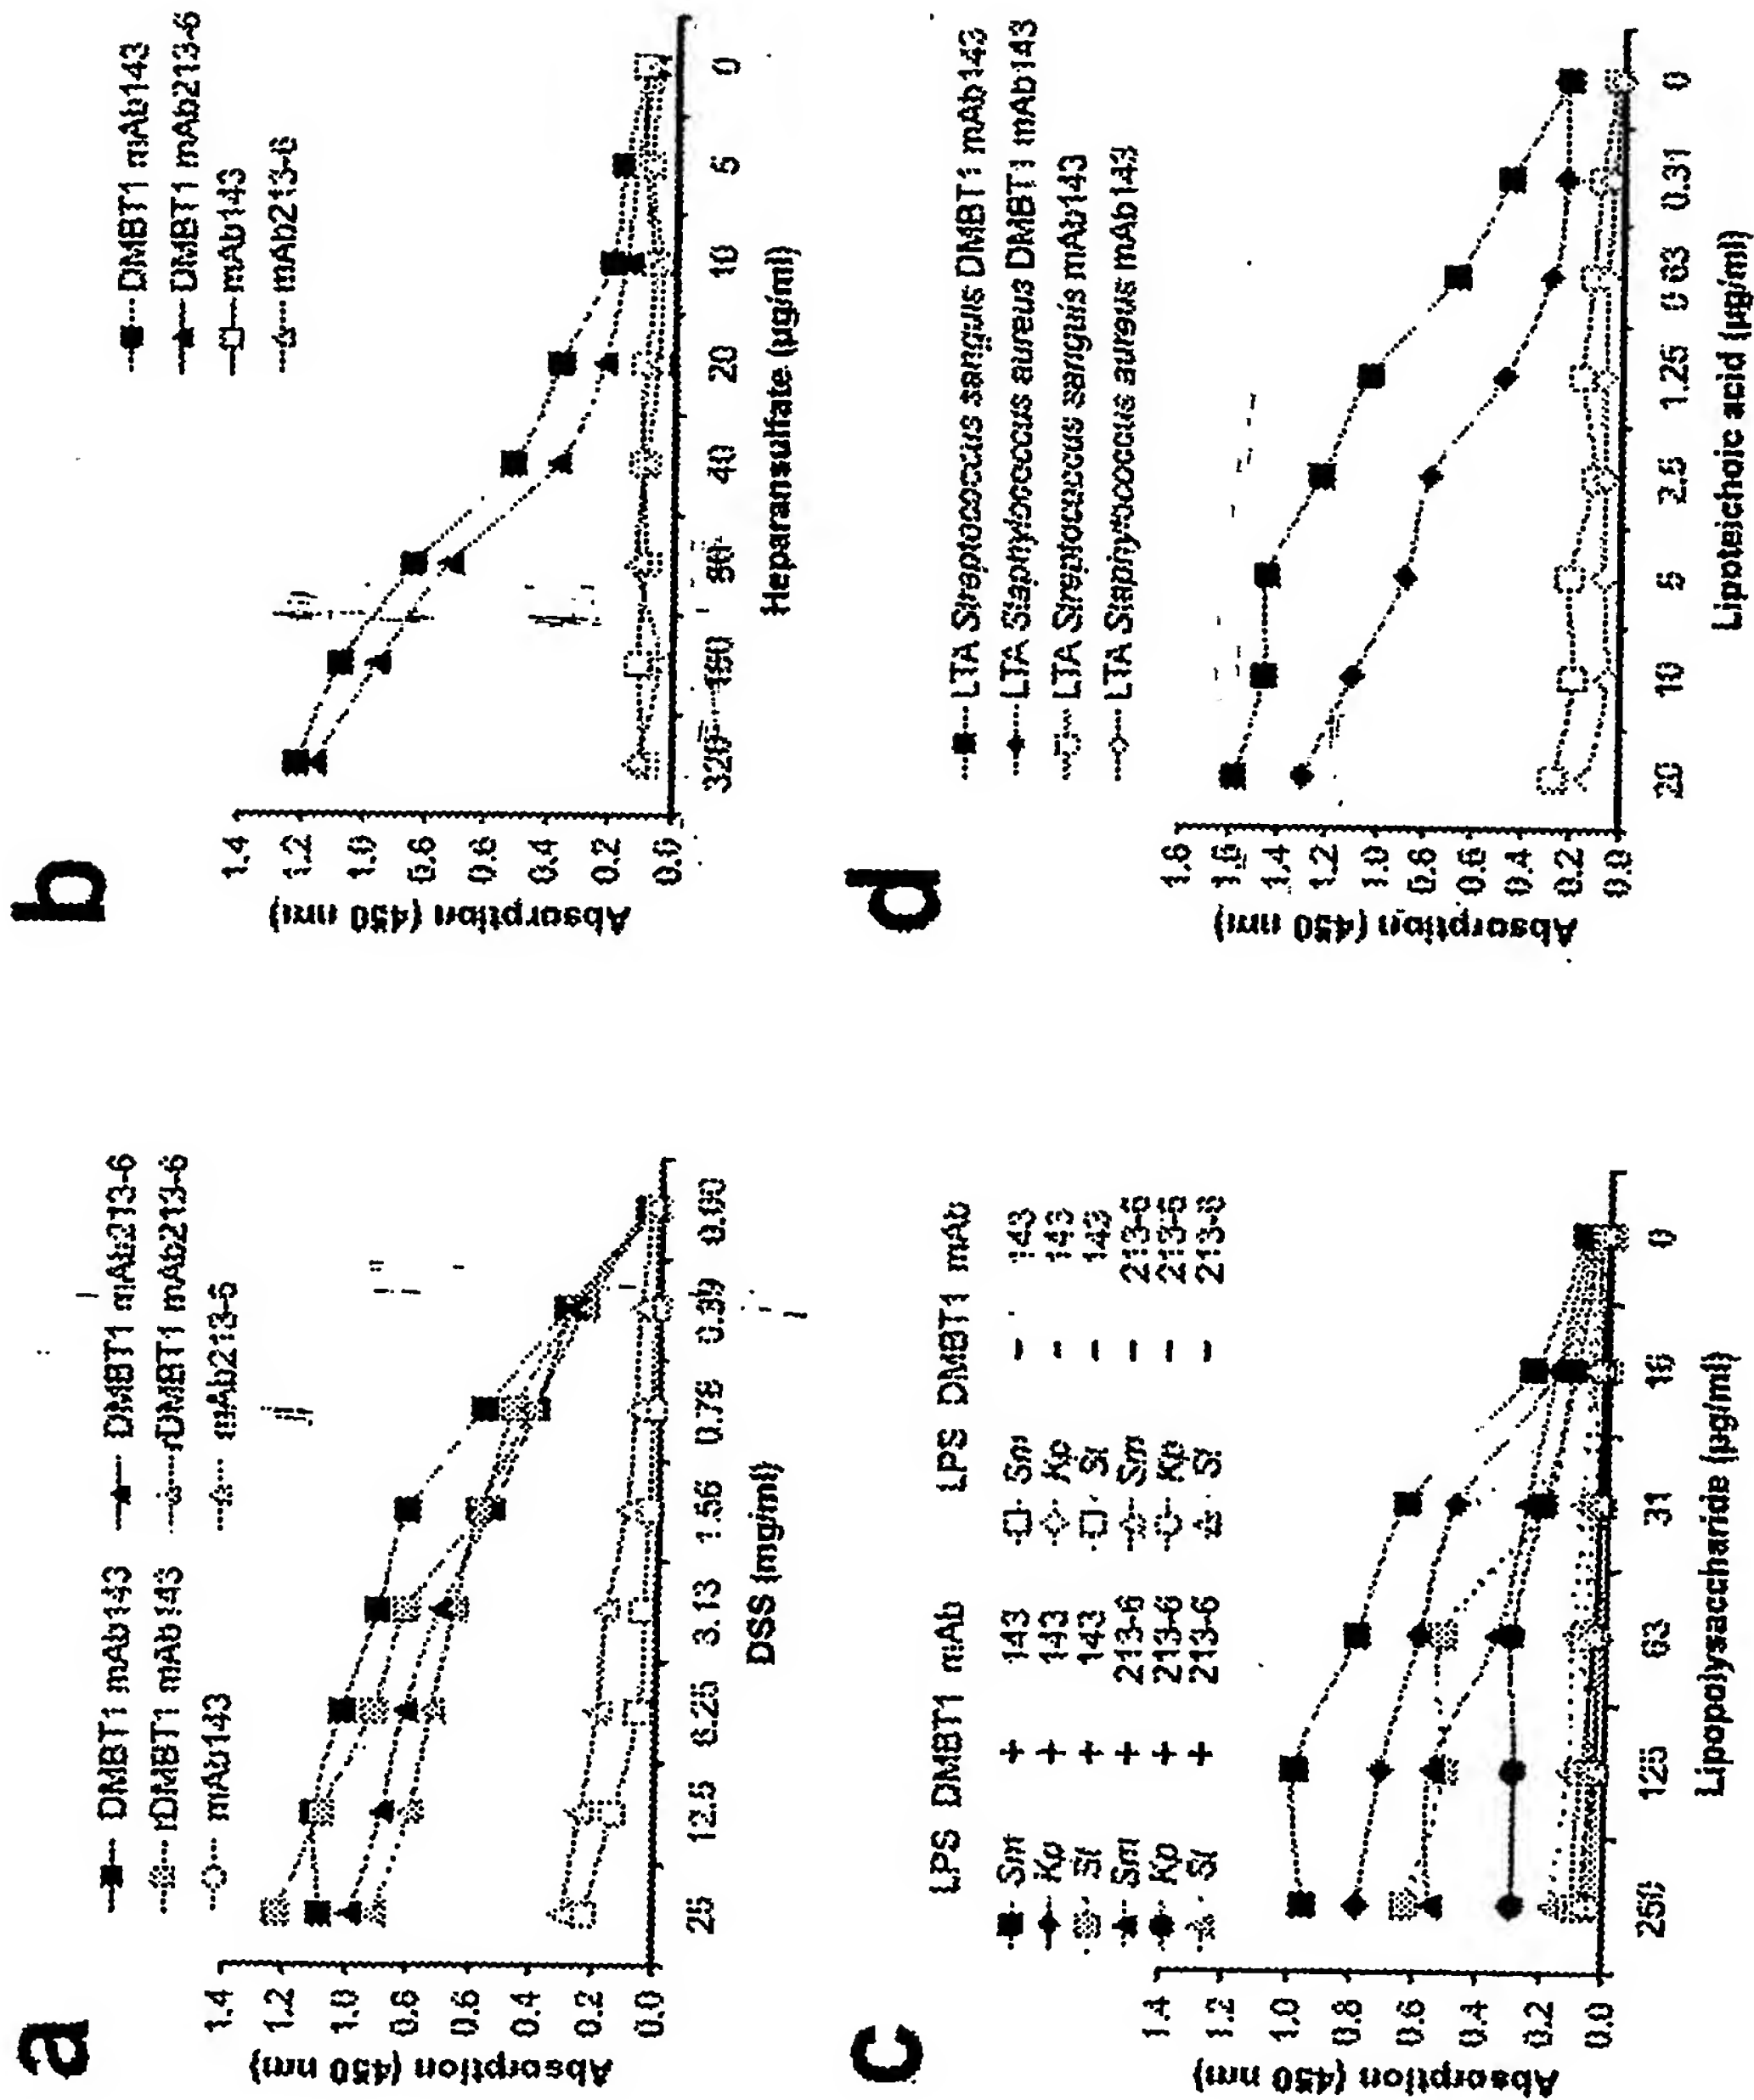 a
DMBT1 mAb143
DMBT1 mAb213-6
rDMBT1 mAb143
rDMBT1 mAb213-6
mAb143
mAb213-6
Absorption (450 nm)
1.4
1.2
1.0
0.8
0.6
0.4
0.2
0.0
25 12.5 6.25 3.13 1.56 0.78 0.39 0.00
DSS (mg/ml)
b
DMBT1 mAb143
DMBT1 mAb213-6
mAb143
mAb213-6
Absorption (450 nm)
1.4
1.2
1.0
0.8
0.6
0.4
0.2
0.0
320 160 80 40 20 10 5 0
Heparansulfate (µg/ml)
c
LPS DMBT1 mAb LPS DMBT1 mAb
Sm + 143 Sm - 143
Kp + 143 Kp - 143
St + 143 St - 143
Sm + 213-6 Sm - 213-6
Kp + 213-6 Kp - 213-6
St + 213-6 St - 213-6
Absorption (450 nm)
1.4
1.2
1.0
0.8
0.6
0.4
0.2
0.0
250 125 63 31 16 0
Lipopolysaccharide (µg/ml)
d
LTA Streptococcus sanguis DMBT1 mAb143
LTA Staphylococcus aureus DMBT1 mAb143
LTA Streptococcus sanguis mAb143
LTA Staphylococcus aureus mAb143
Absorption (450 nm)
1.8
1.6
1.4
1.2
1.0
0.8
0.6
0.4
0.2
0.0
20 10 5 2.5 1.25 0.63 0.31 0
Lipoteichoic acid (µg/ml)